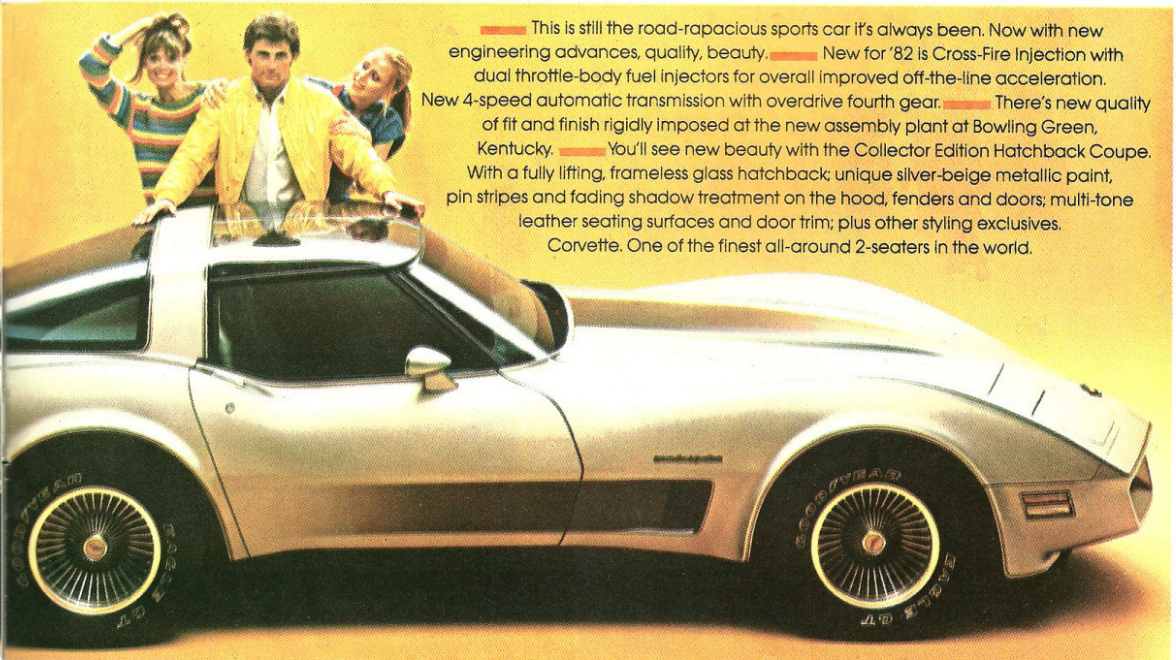 This is still the road-rapacious sports car it's always been. Now with new
engineering advances, quality, beauty. New for '82 is Cross-Fire Injection with
dual throttle-body fuel injectors for overall improved off-the-line acceleration.
New 4-speed automatic transmission with overdrive fourth gear. There's new quality
of fit and finish rigidly imposed at the new assembly plant at Bowling Green,
Kentucky. You'll see new beauty with the Collector Edition Hatchback Coupe.
With a fully lifting, frameless glass hatchback; unique silver-beige metallic paint,
pin stripes and fading shadow treatment on the hood, fenders and doors; multi-tone
leather seating surfaces and door trim; plus other styling exclusives.
Corvette. One of the finest all-around 2-seaters in the world.
GOODYEAR
EAGLE GT
GOODYEAR
EAGLE GT